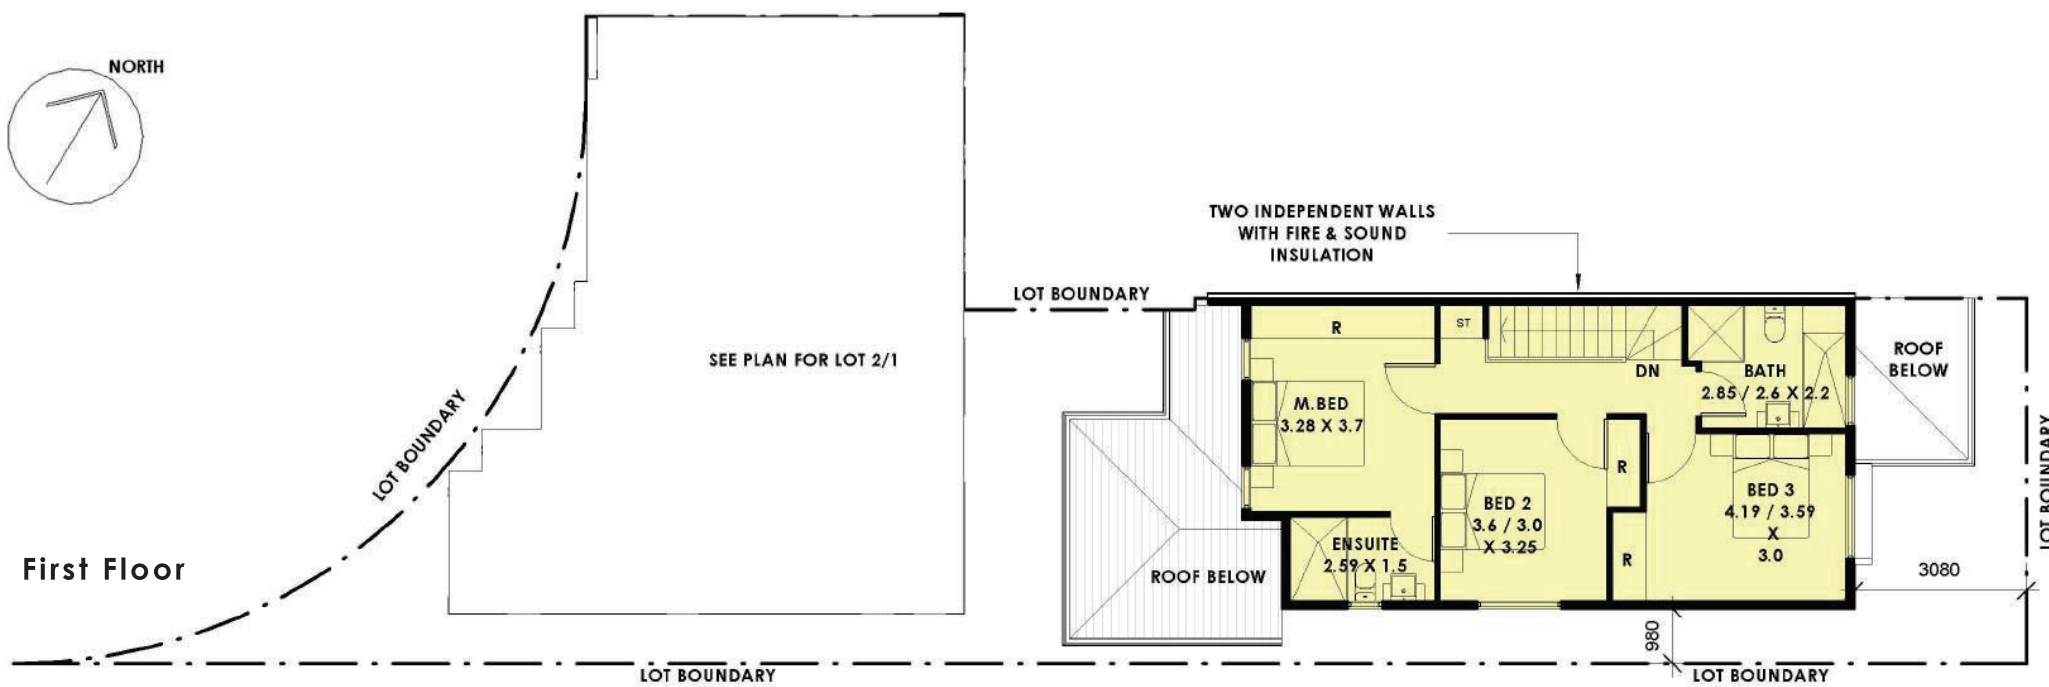 NORTH
TWO INDEPENDENT WALLS
WITH FIRE & SOUND
INSULATION
LOT BOUNDARY
SEE PLAN FOR LOT 2/1
LOT BOUNDARY
R
ST
DN
BATH
2.85 / 2.6 X 2.2
ROOF
BELOW
M.BED
3.28 X 3.7
R
BED 2
3.6 / 3.0
X 3.25
BED 3
4.19 / 3.59
X
3.0
R
ENSUITE
2.59 X 1.5
ROOF BELOW
LOT BOUNDARY
3080
980
First Floor
LOT BOUNDARY
LOT BOUNDARY